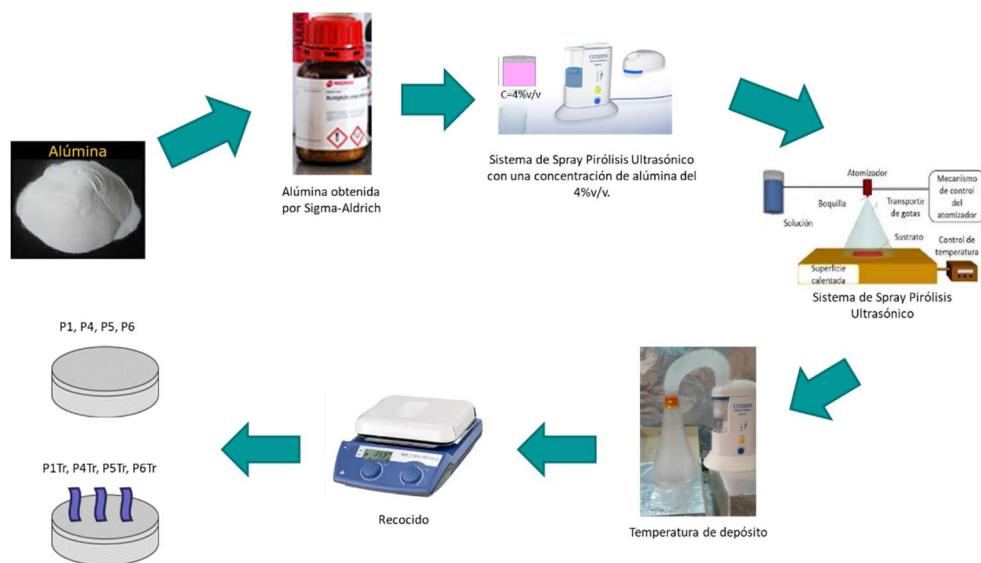 Alúmina
Alúmina obtenida
por Sigma-Aldrich
C=4%v/v
Sistema de Spray Pirólisis Ultrasónico
con una concentración de alúmina del
4%v/v.
Atomizador
Boquilla
Transporte
de gotas
Mecanismo
de control del
atomizador
Solución
Sustrato
Control de
temperatura
Superficie
calentada
Sistema de Spray Pirólisis
Ultrasónico
Temperatura de depósito
Recocido
P1, P4, P5, P6
P1Tr, P4Tr, P5Tr, P6Tr